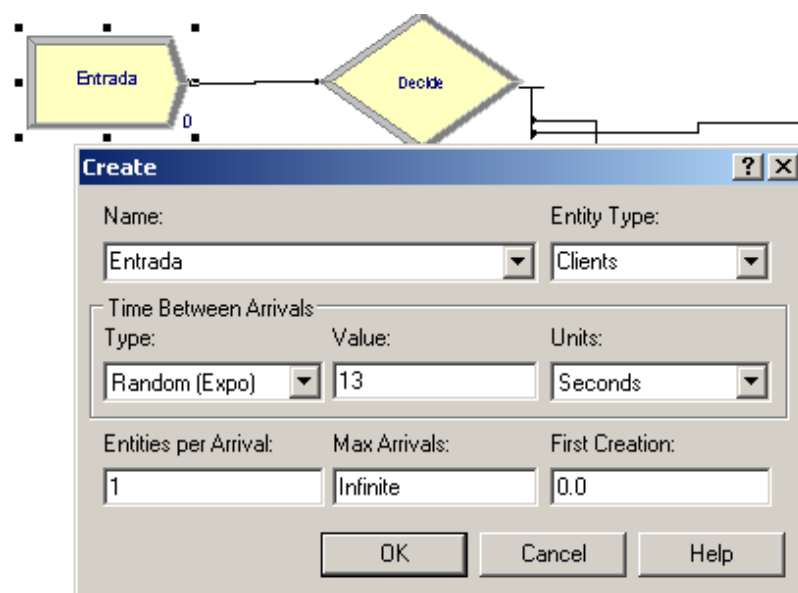 Entrada
Decide
0
Create
Name:
Entity Type:
Entrada
Clients
Time Between Arrivals
Type:
Value:
Units:
Random (Expo)
13
Seconds
Entities per Arrival:
Max Arrivals:
First Creation:
1
Infinite
0.0
OK
Cancel
Help